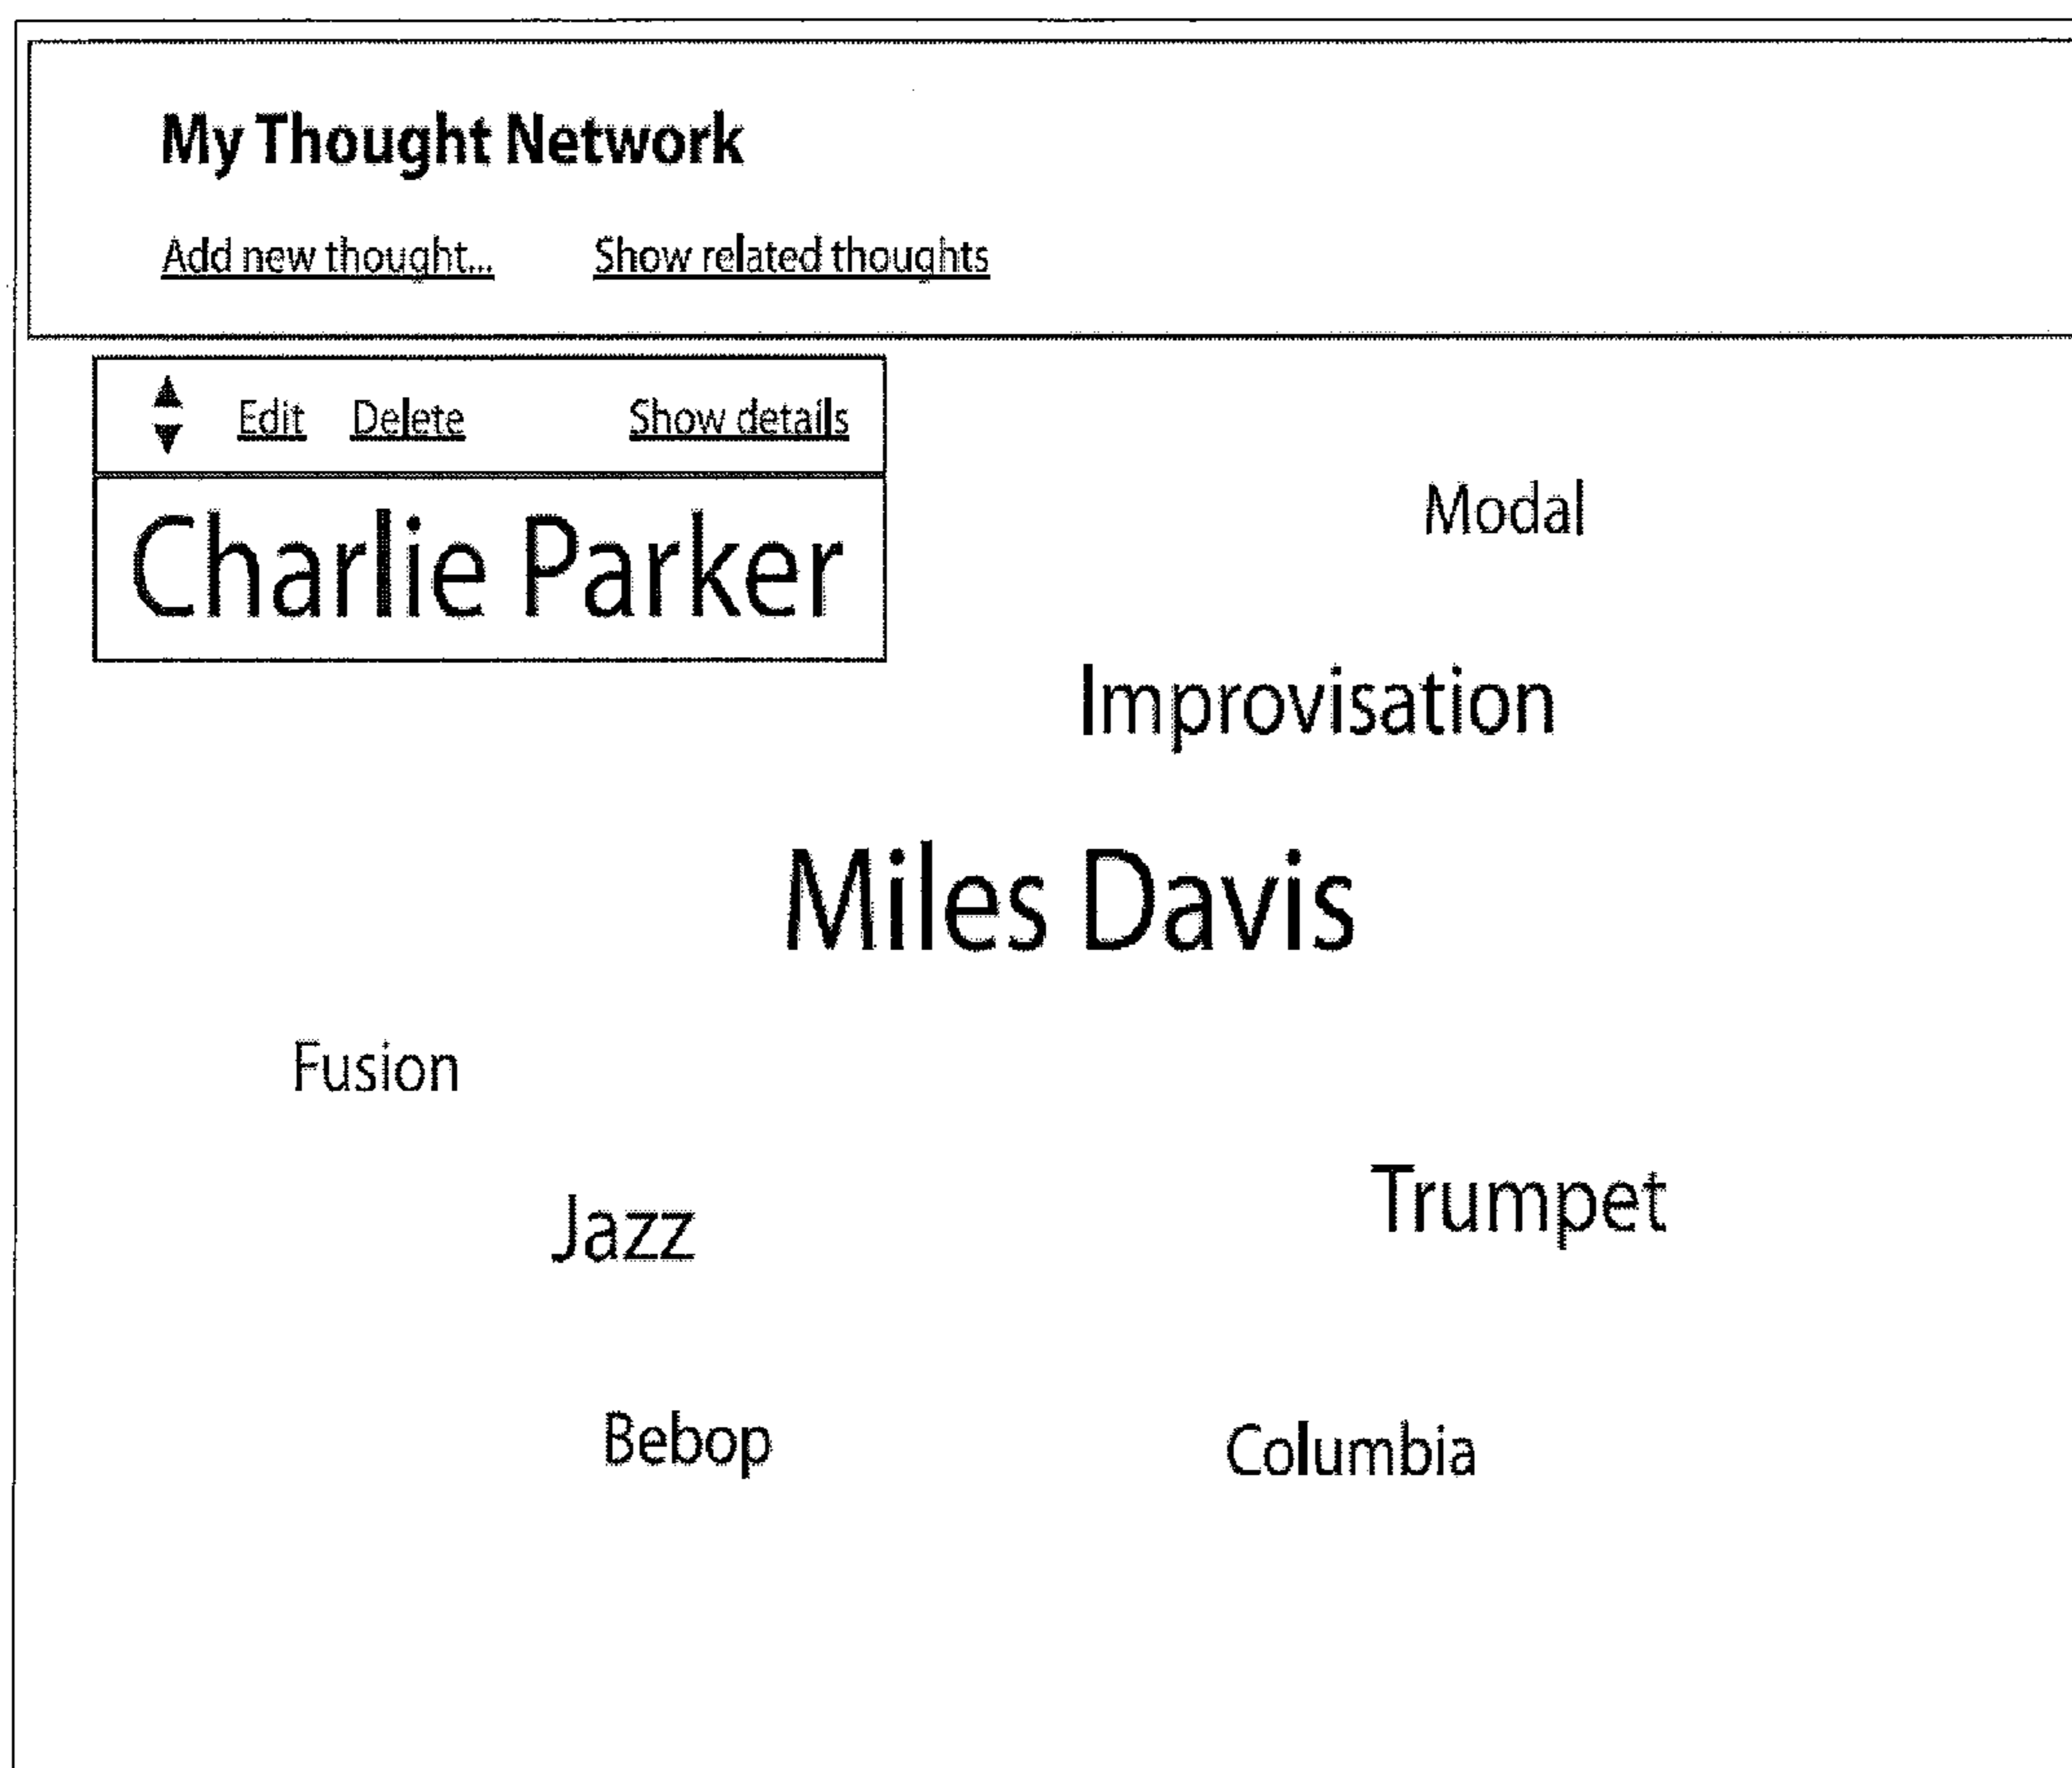 My Thought Network
Add new thought... Show related thoughts
Edit Delete Show details
Charlie Parker
Modal
Improvisation
Miles Davis
Fusion
Trumpet
Jazz
Bebop
Columbia